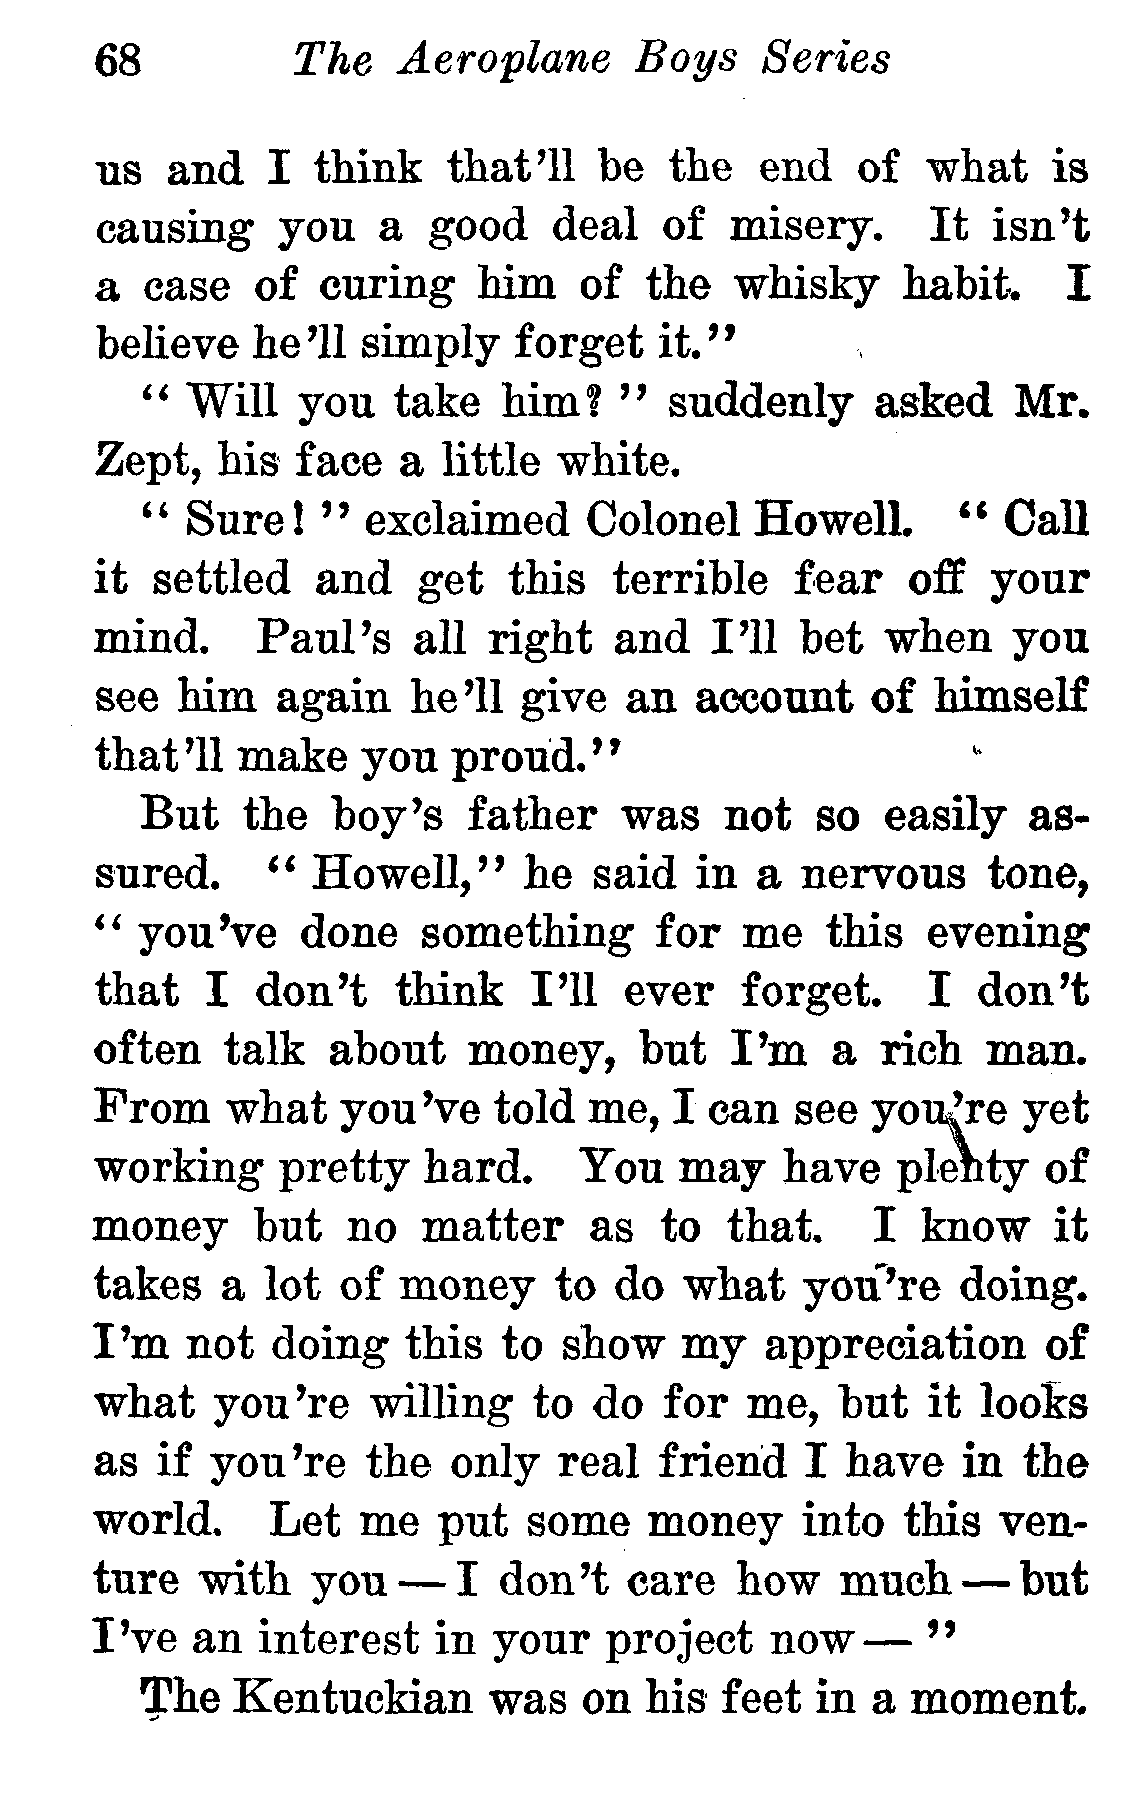 68 The Aeroplane Boys Series
us and I think that'll be the end of what is
causing you a good deal of misery. It isn't
a case of curing him of the whisky habit. I
believe he'll simply forget it."
" Will you take him? " suddenly asked Mr.
Zept, his face a little white.
" Sure! " exclaimed Colonel Howell. " Call
it settled and get this terrible fear off your
mind. Paul's all right and I'll bet when you
see him again he'll give an account of himself
that'll make you proud."
But the boy's father was not so easily as-
sured. " Howell," he said in a nervous tone,
" you've done something for me this evening
that I don't think I'll ever forget. I don't
often talk about money, but I'm a rich man.
From what you've told me, I can see you're yet
working pretty hard. You may have plenty of
money but no matter as to that. I know it
takes a lot of money to do what you're doing.
I'm not doing this to show my appreciation of
what you're willing to do for me, but it looks
as if you're the only real friend I have in the
world. Let me put some money into this ven-
ture with you — I don't care how much — but
I've an interest in your project now — "
The Kentuckian was on his feet in a moment.